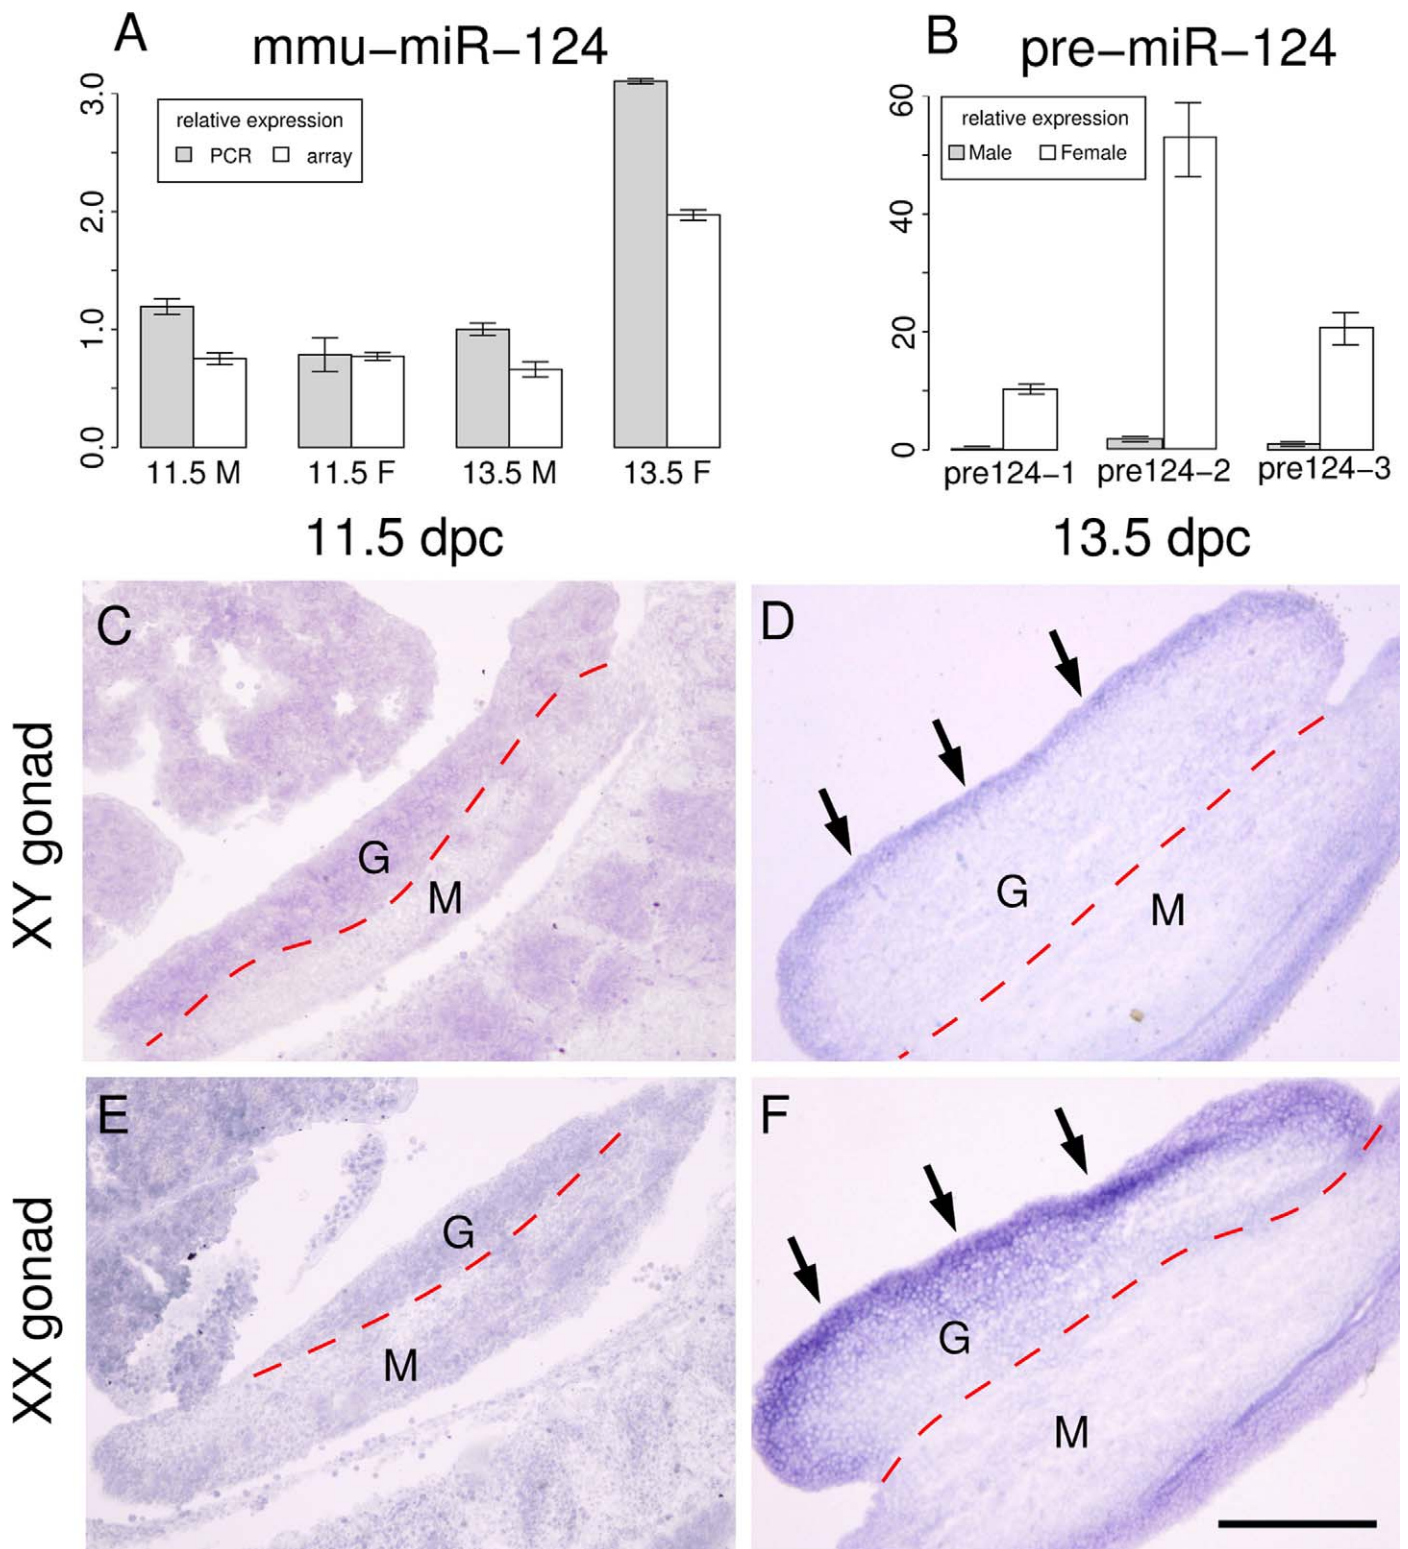 A
mmu−miR−124
3.0
2.0
1.0
0.0
relative expression
PCR array
11.5 M 11.5 F 13.5 M 13.5 F
B
pre−miR−124
60
40
20
0
relative expression
Male Female
pre124−1 pre124−2 pre124−3
11.5 dpc
13.5 dpc
XY gonad
C
G
M
D
G
M
XX gonad
E
G
M
F
G
M